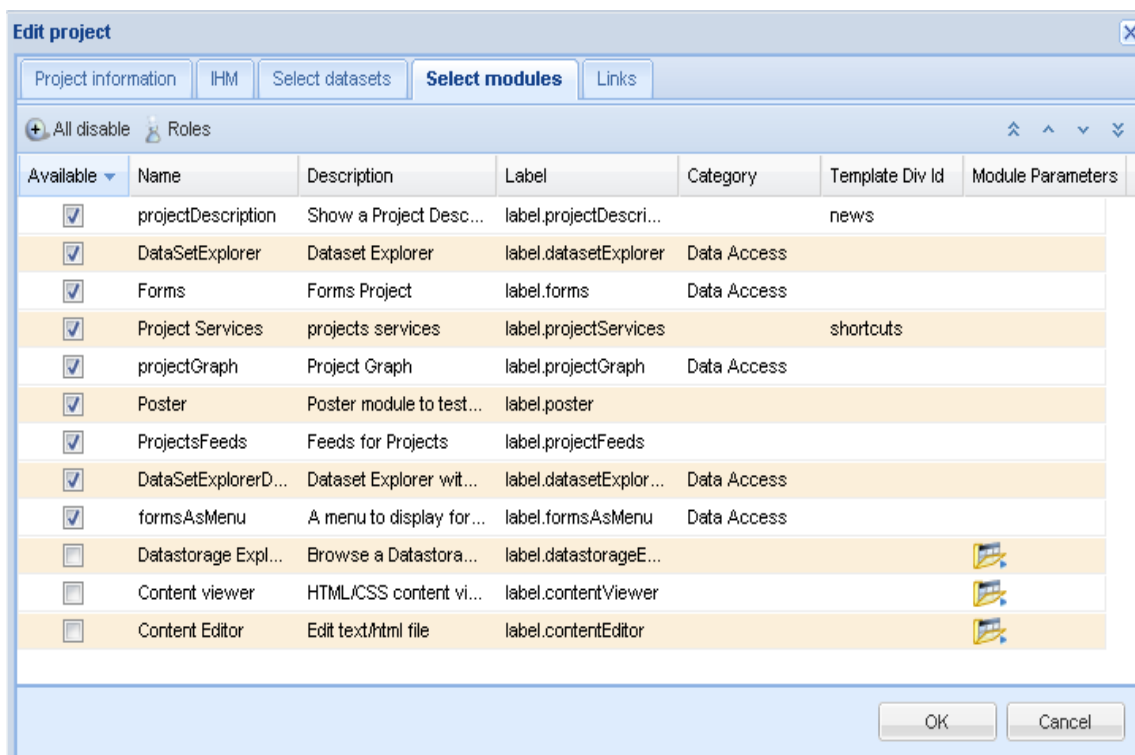 Edit project
Project information IHM Select datasets Select modules Links
All disable Roles
Available Name Description Label Category Template Div Id Module Parameters
projectDescription Show a Project Desc... label.projectDescri... news
DataSetExplorer Dataset Explorer label.datasetExplorer Data Access
Forms Forms Project label.forms Data Access
Project Services projects services label.projectServices shortcuts
projectGraph Project Graph label.projectGraph Data Access
Poster Poster module to test... label.poster
ProjectsFeeds Feeds for Projects label.projectFeeds
DataSetExplorerD... Dataset Explorer wit... label.datasetExplor... Data Access
formsAsMenu A menu to display for... label.formsAsMenu Data Access
Datastorage Expl... Browse a Datastora... label.datastorageE...
Content viewer HTML/CSS content vi... label.contentViewer
Content Editor Edit text/html file label.contentEditor
OK Cancel